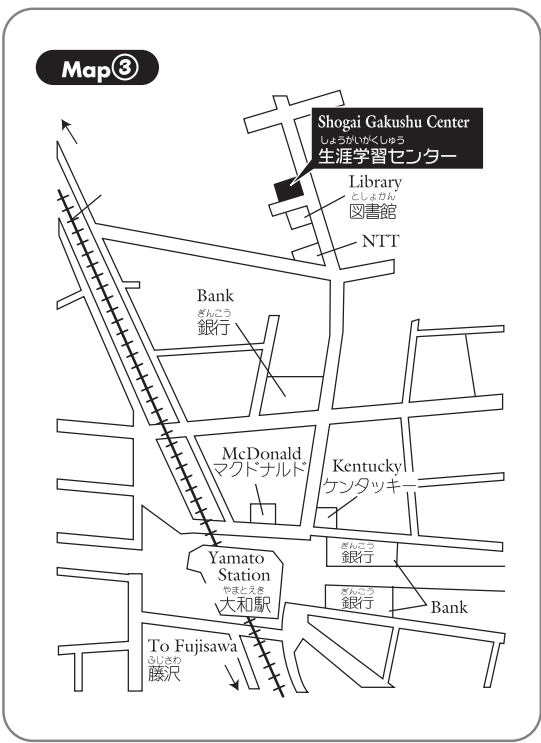 Map③
Shogai Gakushu Center
しょうがいがくしゅう
生涯学習センター
Library
としょかん
図書館
NTT
Bank
ぎんこう
銀行
McDonald
マクドナルド
Kentucky
ケンタッキー
ぎんこう
銀行
Yamato
Station
やまとえき
大和駅
ぎんこう
銀行
Bank
To Fujisawa
ふじさわ
藤沢